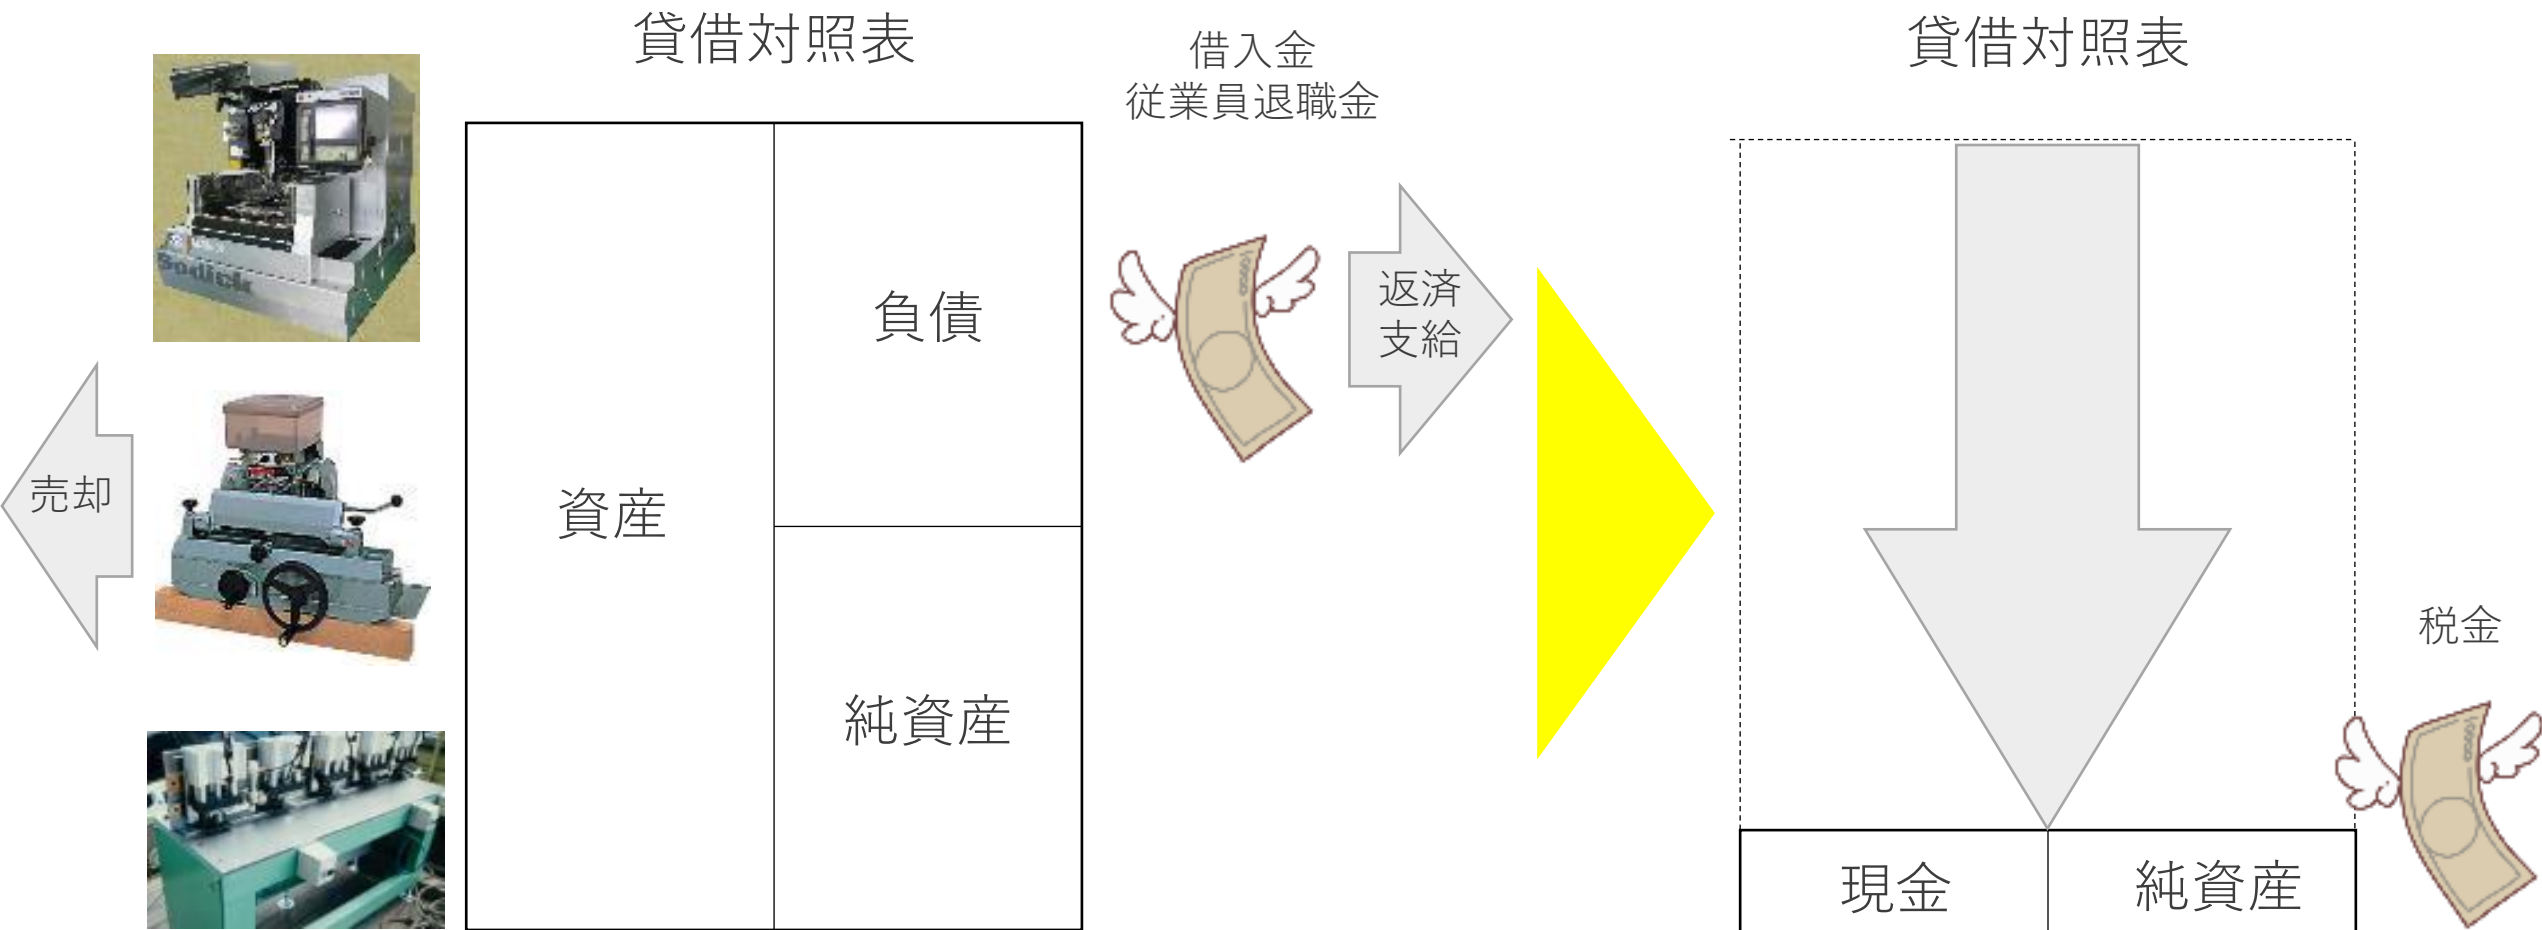 貸借対照表
借入金
従業員退職金
貸借対照表
Sodick
負債
返済
支給
売却
資産
税金
純資産
現金
純資産